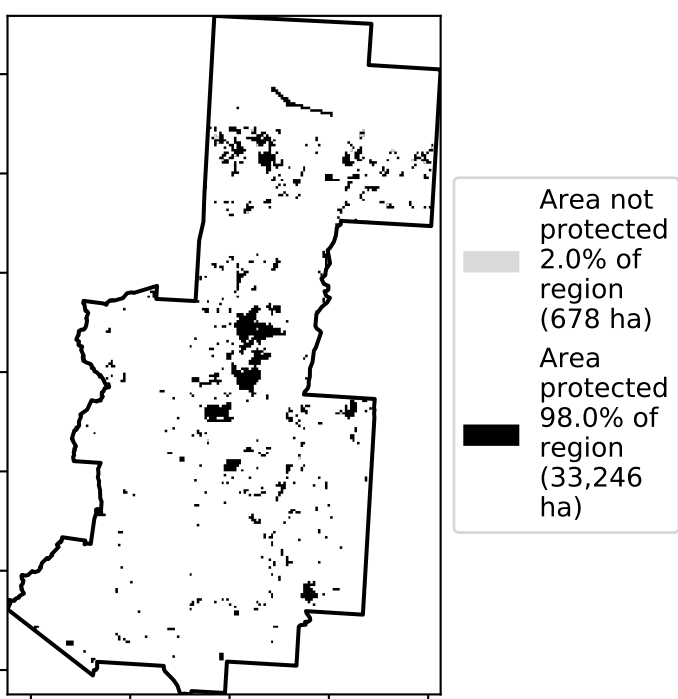 Area not
protected
2.0% of
region
(678 ha)
Area
protected
98.0% of
region
(33,246
ha)